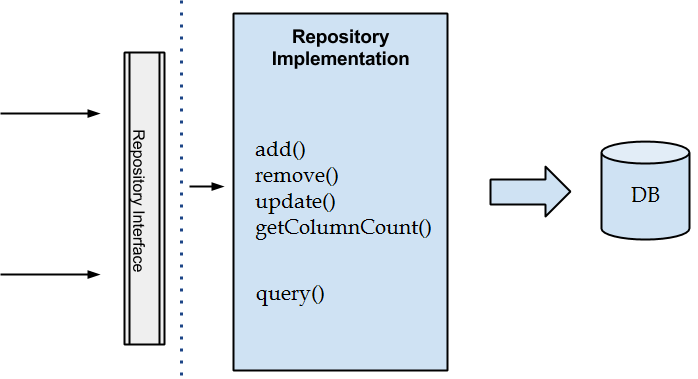 Repository Interface
Repository
Implementation
add()
remove()
update()
getColumnCount()
query()
DB